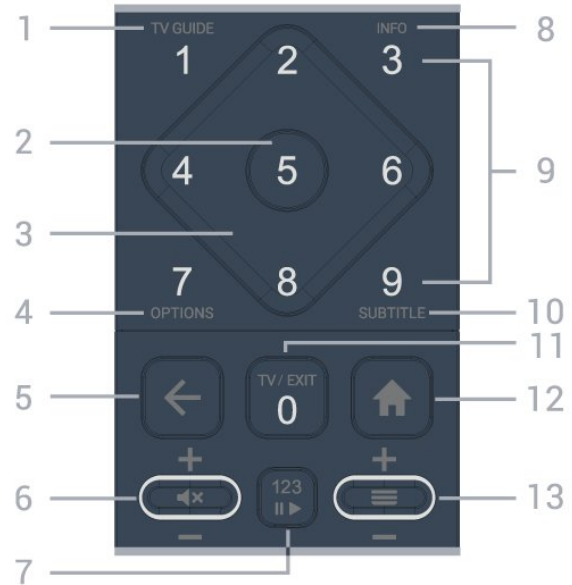 1 TV GUIDE INFO 8
1 2 3
2
4 5 6 9
3
7 8 9
4 OPTIONS SUBTITLE 10
11
5 TV / EXIT 12
0
+ +
6 13
123
− −
7